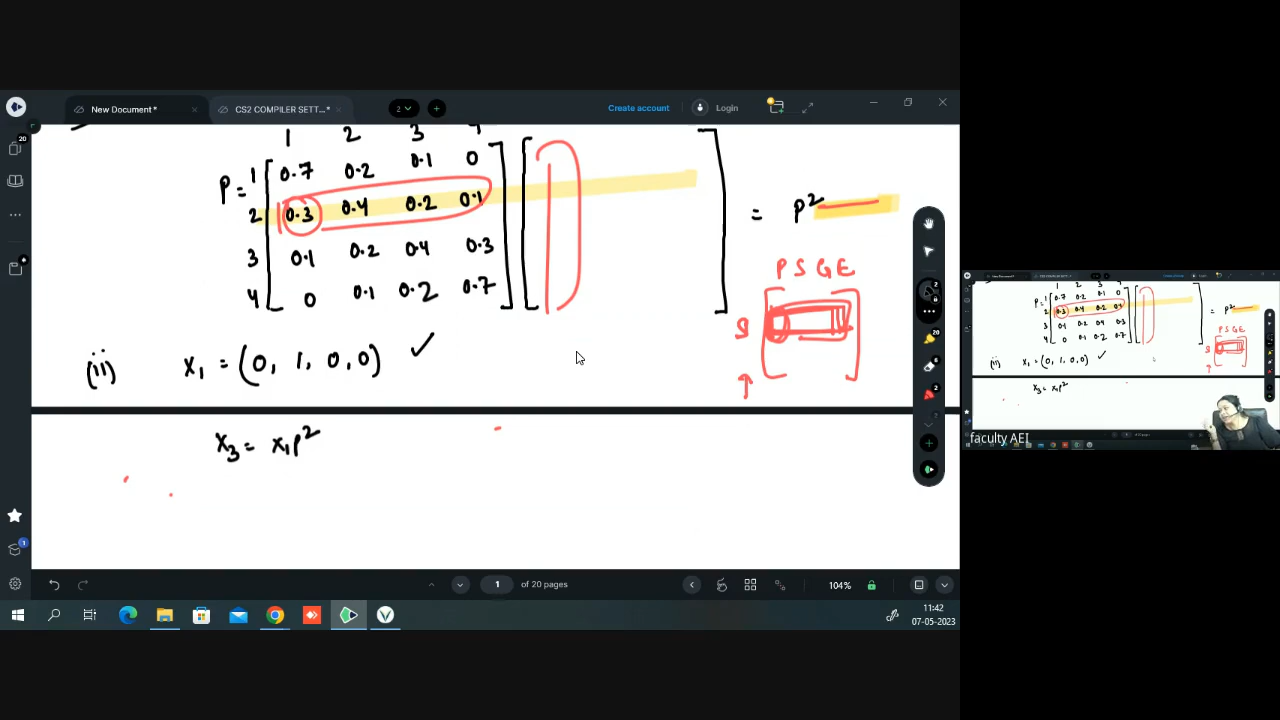 New Document*
CS2 COMPILER SETT...*
2
Create account
Login
1 2 3 4
P = 1 0.7 0.2 0.1 0
2 0.3 0.4 0.2 0.1
3 0.1 0.2 0.4 0.3
4 0 0.1 0.2 0.7
= P²
P S G E
S
(ii) x₁ = (0, 1, 0, 0) ✓
x₃ = x₁P²
20
1
1 of 20 pages
104%
11:42
07-05-2023
faculty AEI